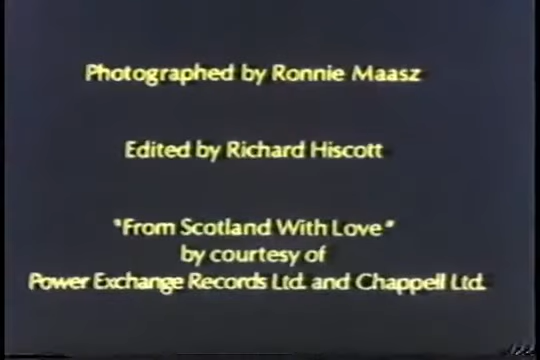 Photographed by Ronnie Maasz
Edited by Richard Hiscott
"From Scotland With Love"
by courtesy of
Power Exchange Records Ltd. and Chappell Ltd.